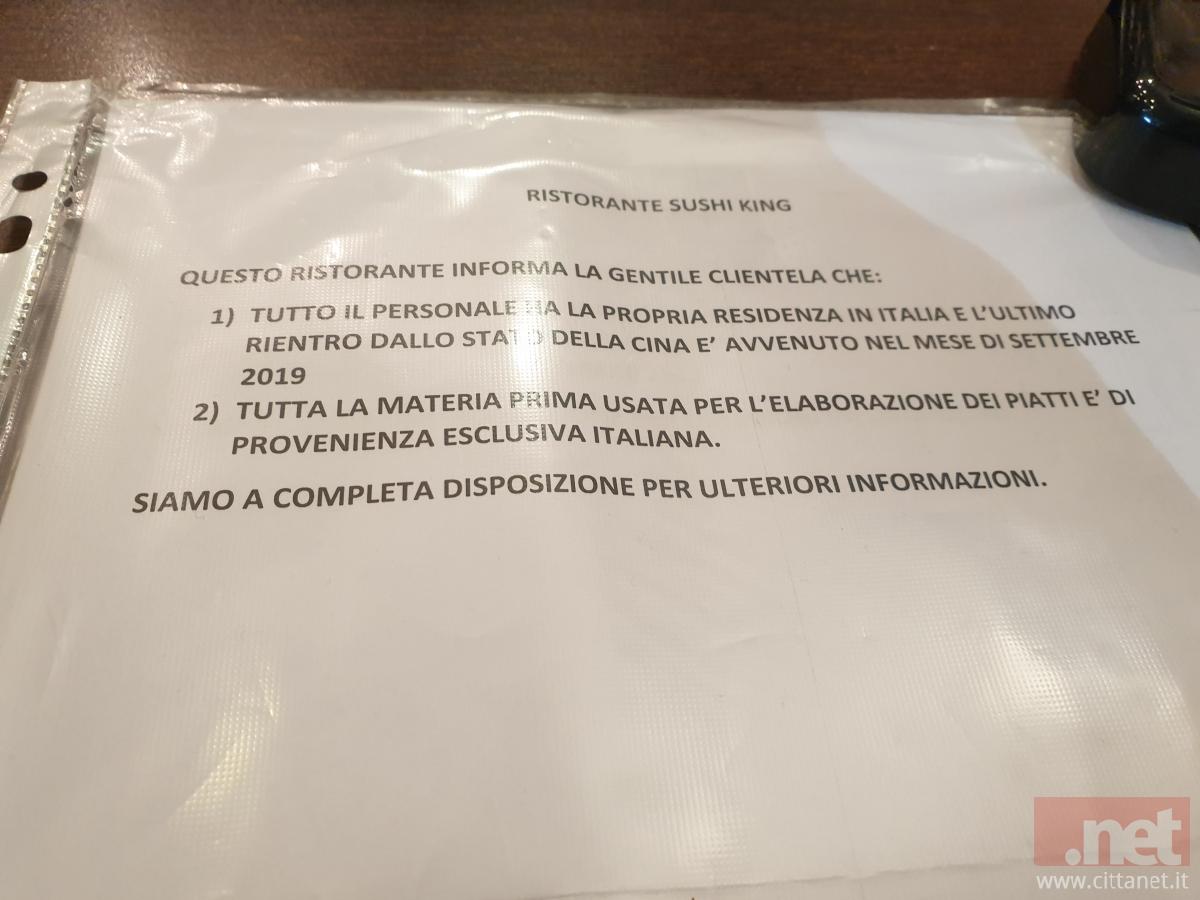 RISTORANTE SUSHI KING
QUESTO RISTORANTE INFORMA LA GENTILE CLIENTELA CHE:
1) TUTTO IL PERSONALE HA LA PROPRIA RESIDENZA IN ITALIA E L'ULTIMO
RIENTRO DALLO STATO DELLA CINA E' AVVENUTO NEL MESE DI SETTEMBRE
2019
2) TUTTA LA MATERIA PRIMA USATA PER L'ELABORAZIONE DEI PIATTI E' DI
PROVENIENZA ESCLUSIVA ITALIANA.
SIAMO A COMPLETA DISPOSIZIONE PER ULTERIORI INFORMAZIONI.
.net
www.cittanet.it